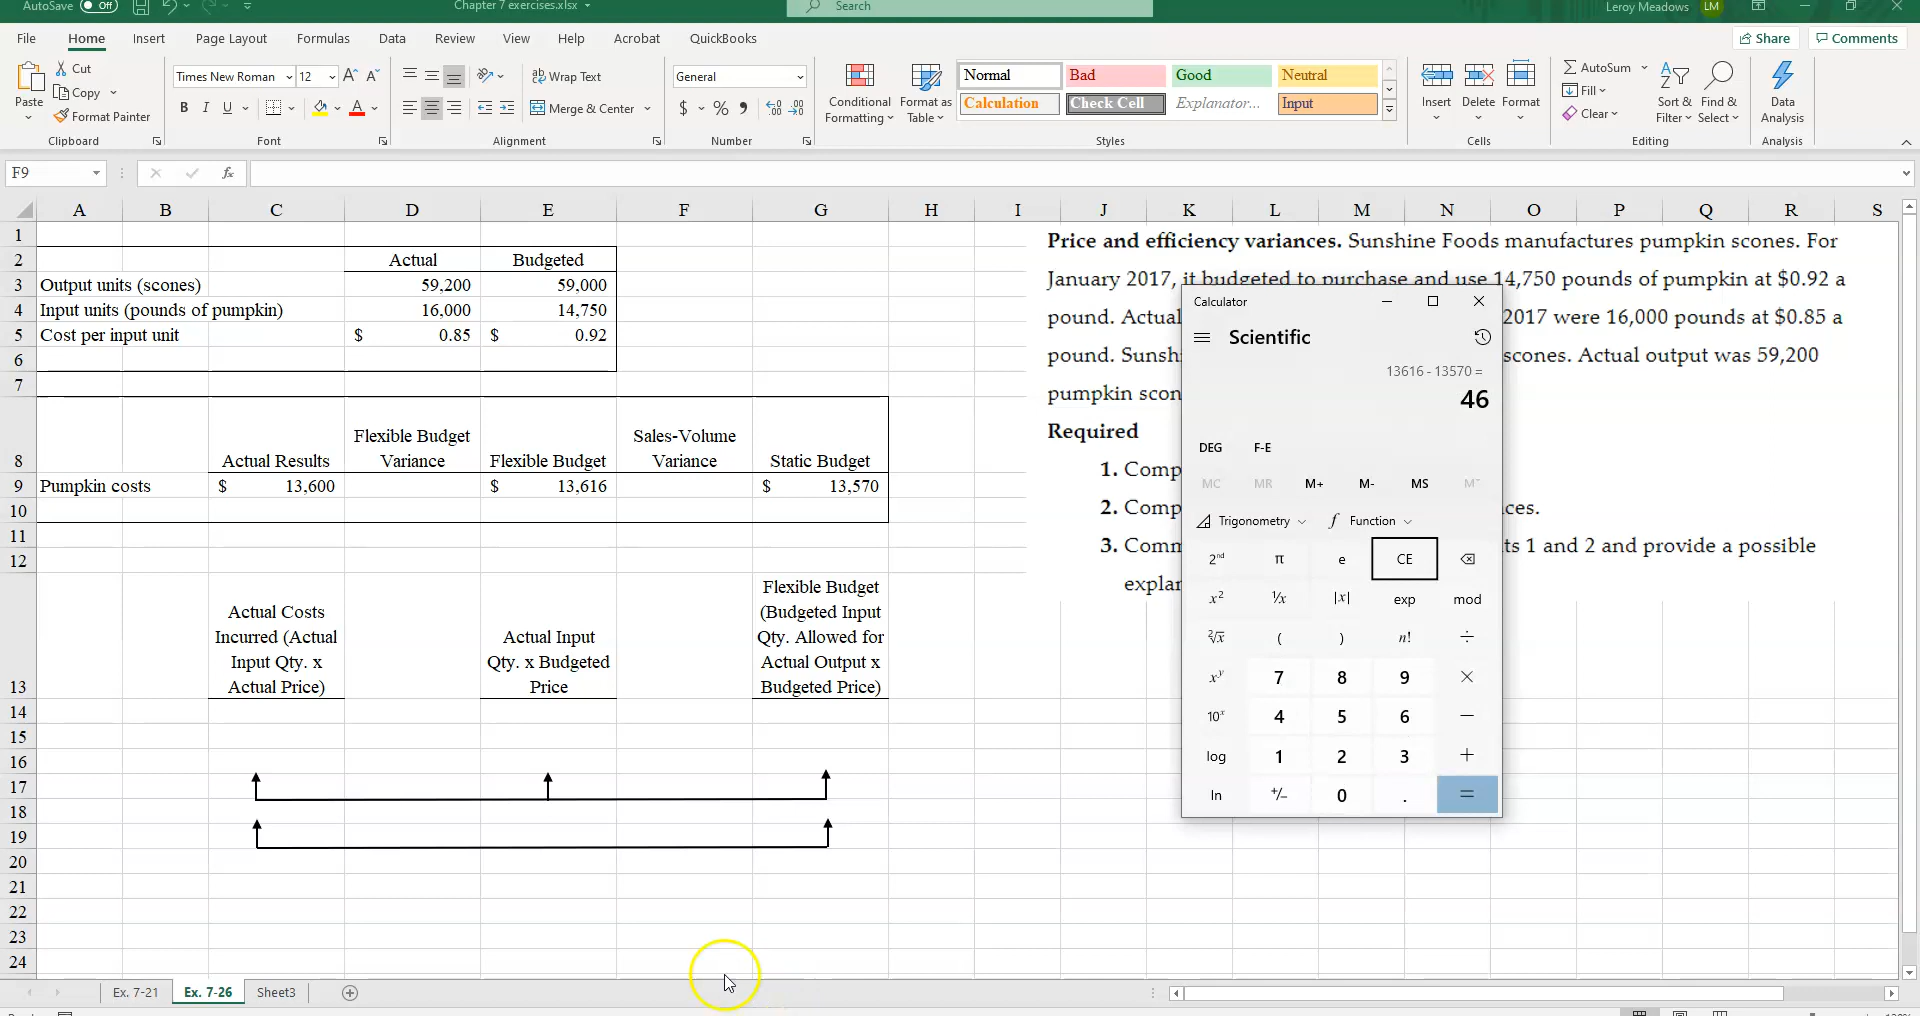 AutoSave Off
Chapter 7 exercises.xlsx
Search
Leroy Meadows LM
File Home Insert Page Layout Formulas Data Review View Help Acrobat QuickBooks
Share Comments
Paste
Cut
Copy
Format Painter
Clipboard
Times New Roman 12
B I U
Font
Wrap Text
Merge & Center
Alignment
General
$ % 
Number
Conditional Formatting
Format as Table
Normal Bad Good Neutral
Calculation Check Cell Explanator... Input
Styles
Insert Delete Format
Cells
AutoSum
Fill
Clear
Sort & Filter
Find & Select
Editing
Data Analysis
Analysis
F9
fx
A B C D E F G H I J K L M N O P Q R S
1
2 Actual Budgeted
3 Output units (scones) 59,200 59,000
4 Input units (pounds of pumpkin) 16,000 14,750
5 Cost per input unit $ 0.85 $ 0.92
6
7
8 Actual Results Flexible Budget Variance Flexible Budget Sales-Volume Variance Static Budget
9 Pumpkin costs $ 13,600 $ 13,616 $ 13,570
10
11
12
13 Actual Costs Incurred (Actual Input Qty. x Actual Price) Actual Input Qty. x Budgeted Price Flexible Budget (Budgeted Input Qty. Allowed for Actual Output x Budgeted Price)
14
15
16
17
18
19
20
21
22
23
24
Price and efficiency variances. Sunshine Foods manufactures pumpkin scones. For
January 2017, it budgeted to purchase and use 14,750 pounds of pumpkin at $0.92 a
pound. Actual 2017 were 16,000 pounds at $0.85 a
pound. Sunsh scones. Actual output was 59,200
pumpkin scon
Required
1. Comp
2. Comp ces.
3. Comm ts 1 and 2 and provide a possible
explan
Calculator
Scientific
13616 - 13570 =
46
DEG F-E
MC MR M+ M- MS
Trigonometry Function
2nd π e CE
x² 1/x |x| exp mod
²√x ( ) n! ÷
xʸ 7 8 9 ×
10ˣ 4 5 6 −
log 1 2 3 +
ln +/− 0 . =
Ex. 7-21 Ex. 7-26 Sheet3